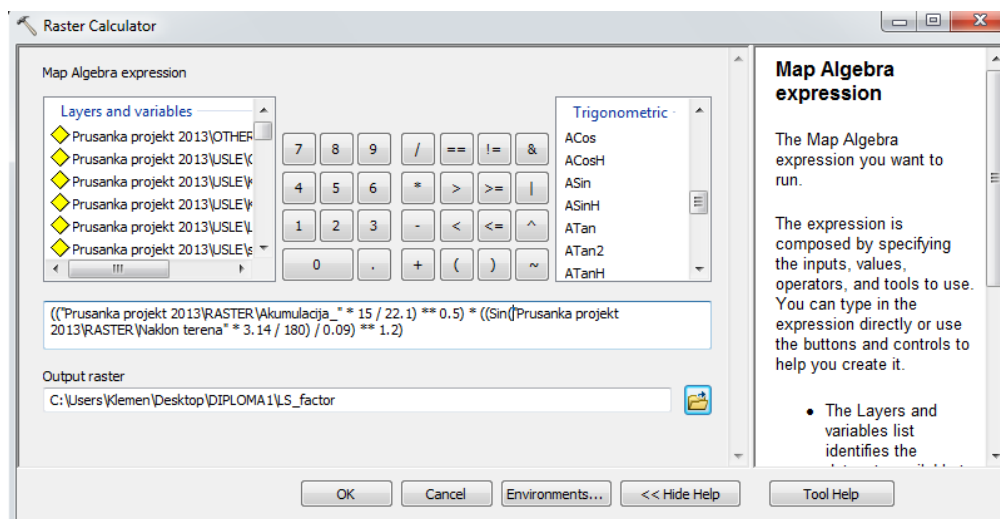 Raster Calculator
Map Algebra expression
Layers and variables
Prusanka projekt 2013\OTHER
Prusanka projekt 2013\USLE\
Prusanka projekt 2013\USLE\
Prusanka projekt 2013\USLE\
Prusanka projekt 2013\USLE\L
Prusanka projekt 2013\USLE\s
7 8 9 / == != &
4 5 6 * > >= |
1 2 3 - < <= ^
0 . + ( ) ~
Trigonometric
ACos
ACosH
ASin
ASinH
ATan
ATan2
ATanH
(("Prusanka projekt 2013\RASTER\Akumulacija_" * 15 / 22.1) ** 0.5) * ((Sin("Prusanka projekt
2013\RASTER\Naklon terena" * 3.14 / 180) / 0.09) ** 1.2)
Output raster
C:\Users\Klemen\Desktop\DIPLOMA1\LS_factor
OK
Cancel
Environments...
<< Hide Help
Tool Help
Map Algebra
expression
The Map Algebra
expression you want to
run.
The expression is
composed by specifying
the inputs, values,
operators, and tools to use.
You can type in the
expression directly or use
the buttons and controls to
help you create it.
• The Layers and
variables list
identifies the